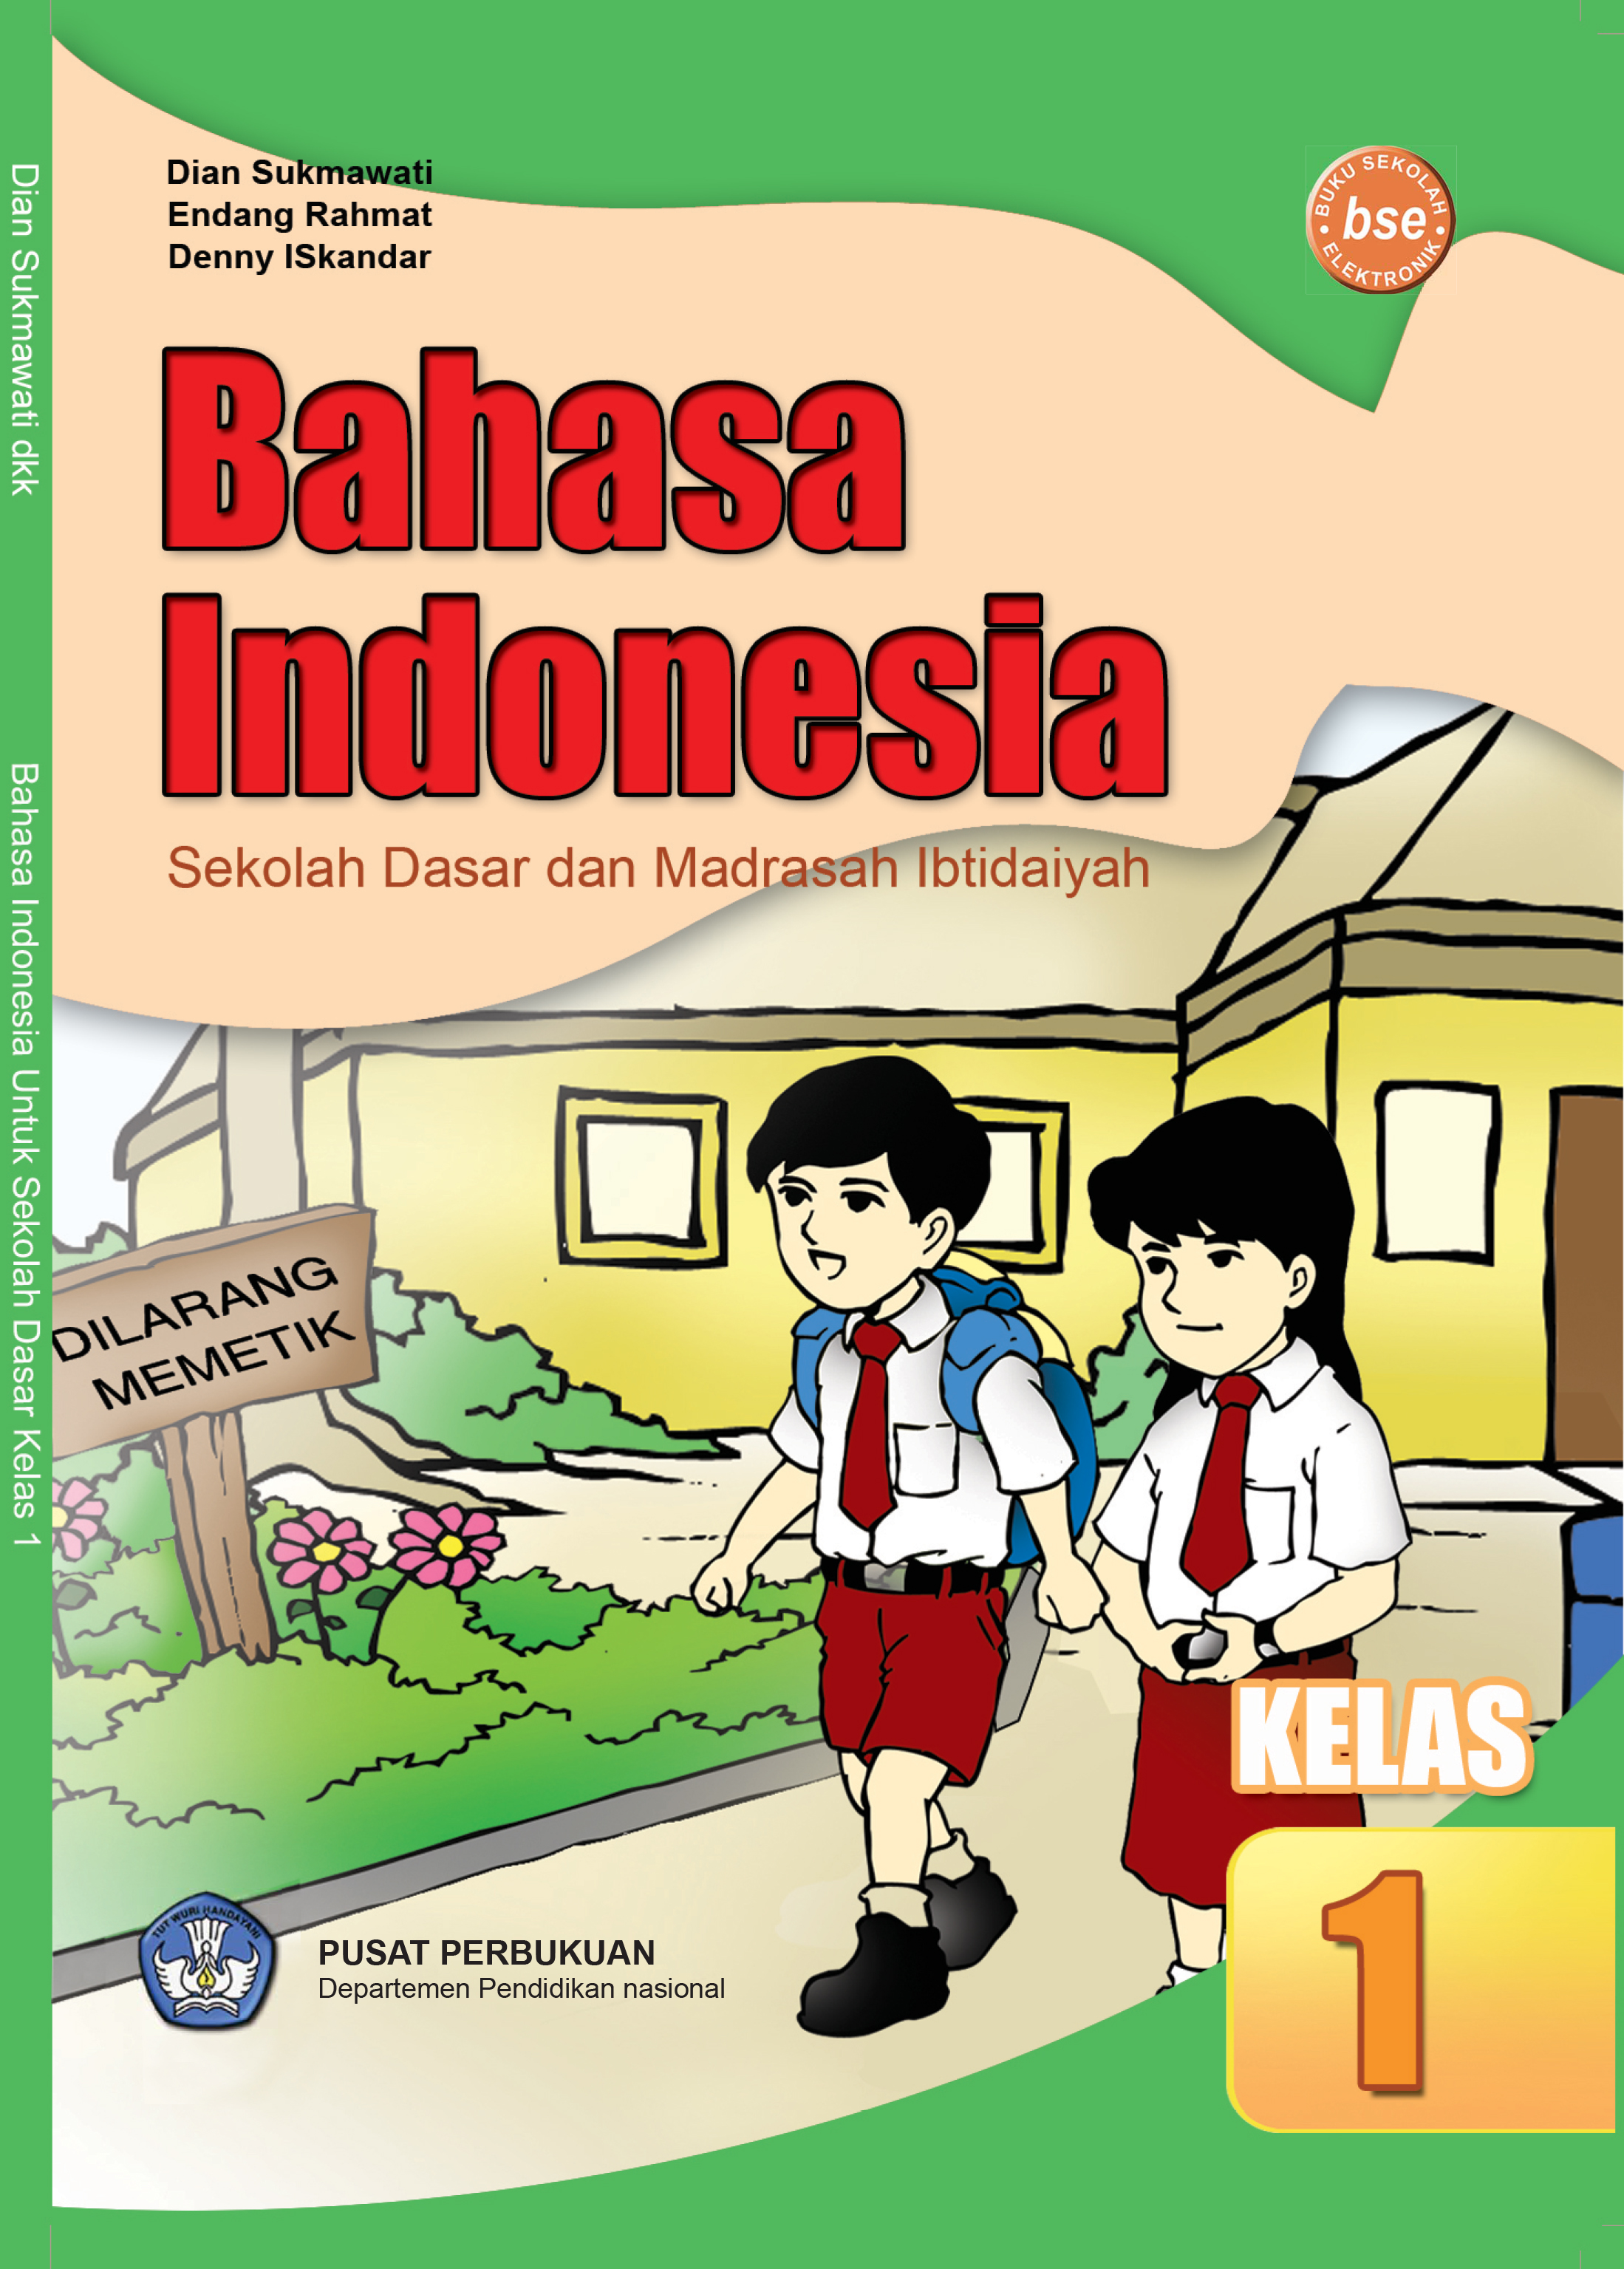 Dian Sukmawati dkk
Bahasa Indonesia Untuk Sekolah Dasar Kelas 1
Dian Sukmawati
Endang Rahmat
Denny ISkandar
BUKU SEKOLAH
bse
ELEKTRONIK
Bahasa
Indonesia
Sekolah Dasar dan Madrasah Ibtidaiyah
DILARANG
MEMETIK
KELAS
1
TUT WURI HANDAYANI
PUSAT PERBUKUAN
Departemen Pendidikan nasional